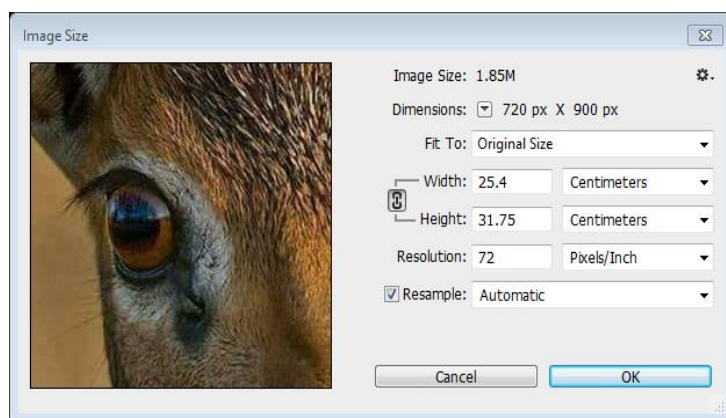 Image Size
Image Size: 1.85M
Dimensions: 720 px X 900 px
Fit To: Original Size
Width: 25.4 Centimeters
Height: 31.75 Centimeters
Resolution: 72 Pixels/Inch
Resample: Automatic
Cancel OK